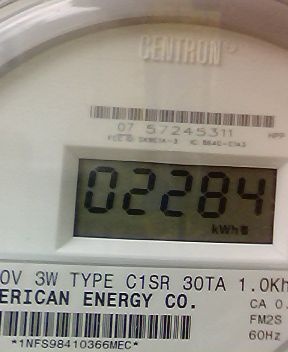 CENTRON®
07 57245311
HPP
02284
kWh
0V 3W TYPE C1SR 30TA 1.0Kh
ERICAN ENERGY CO.
CA 0.
FM2S
60Hz
*1NFS98410366MEC*